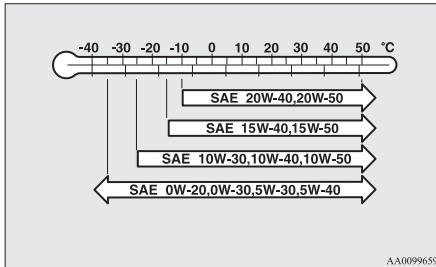 -40 -30 -20 -10 0 10 20 30 40 50 °C
SAE 20W-40,20W-50
SAE 15W-40,15W-50
SAE 10W-30,10W-40,10W-50
SAE 0W-20,0W-30,5W-30,5W-40
AA0099659